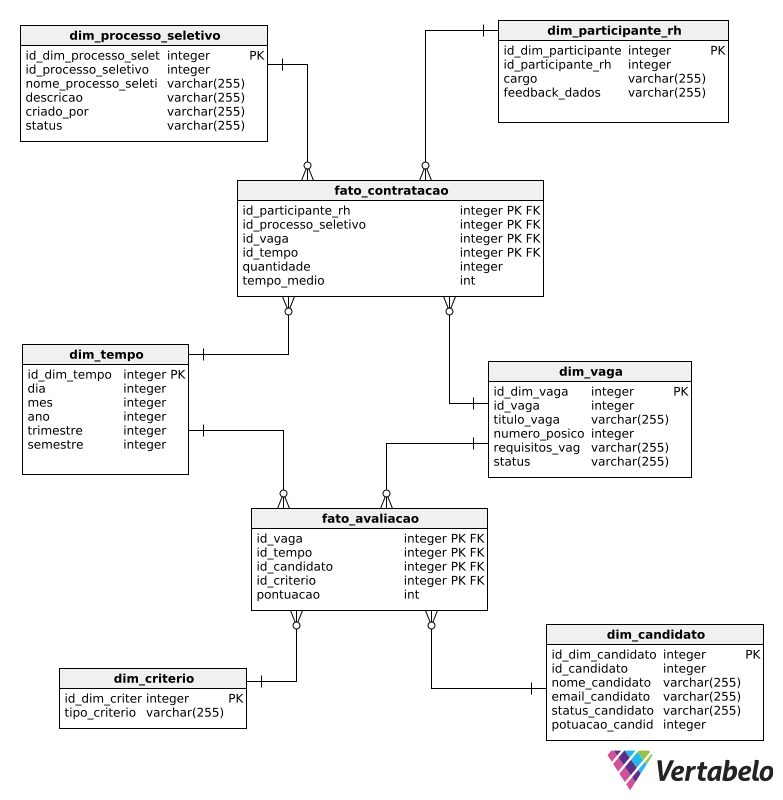 dim_processo_seletivo
id_dim_processo_selet integer PK
id_processo_seletivo integer
nome_processo_seleti varchar(255)
descricao varchar(255)
criado_por varchar(255)
status varchar(255)
dim_participante_rh
id_dim_participante integer PK
id_participante_rh integer
cargo varchar(255)
feedback_dados varchar(255)
fato_contratacao
id_participante_rh integer PK FK
id_processo_seletivo integer PK FK
id_vaga integer PK FK
id_tempo integer PK FK
quantidade integer
tempo_medio int
dim_tempo
id_dim_tempo integer PK
dia integer
mes integer
ano integer
trimestre integer
semestre integer
dim_vaga
id_dim_vaga integer PK
id_vaga integer
titulo_vaga varchar(255)
numero_posico integer
requisitos_vag varchar(255)
status varchar(255)
fato_avaliacao
id_vaga integer PK FK
id_tempo integer PK FK
id_candidato integer PK FK
id_criterio integer PK FK
pontuacao int
dim_criterio
id_dim_criter integer PK
tipo_criterio varchar(255)
dim_candidato
id_dim_candidato integer PK
id_candidato integer
nome_candidato varchar(255)
email_candidato varchar(255)
status_candidato varchar(255)
potuacao_candid integer
Vertabelo